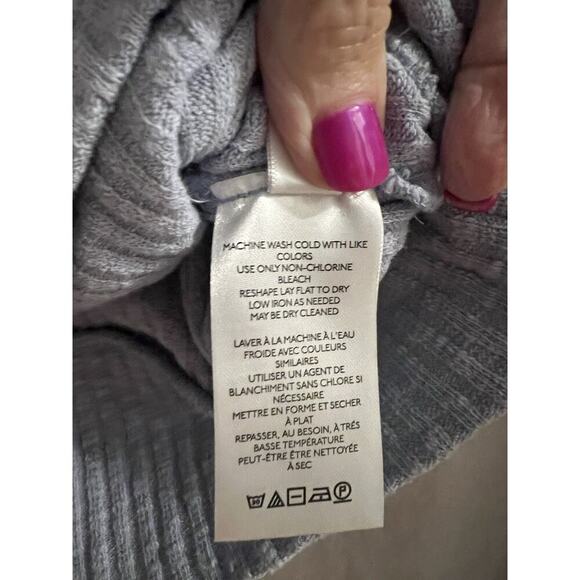 MACHINE WASH COLD WITH LIKE
COLORS
USE ONLY NON-CHLORINE
BLEACH
RESHAPE LAY FLAT TO DRY
LOW IRON AS NEEDED
MAY BE DRY CLEANED
LAVER À LA MACHINE À L'EAU
FROIDE AVEC COULEURS
SIMILAIRES
UTILISER UN AGENT DE
BLANCHIMENT SANS CHLORE SI
NÉCESSAIRE
METTRE EN FORME ET SECHER
À PLAT
REPASSER, AU BESOIN, À TRÉS
BASSE TEMPÉRATURE
PEUT-ÊTRE ÊTRE NETTOYÉE
À SEC
30 P